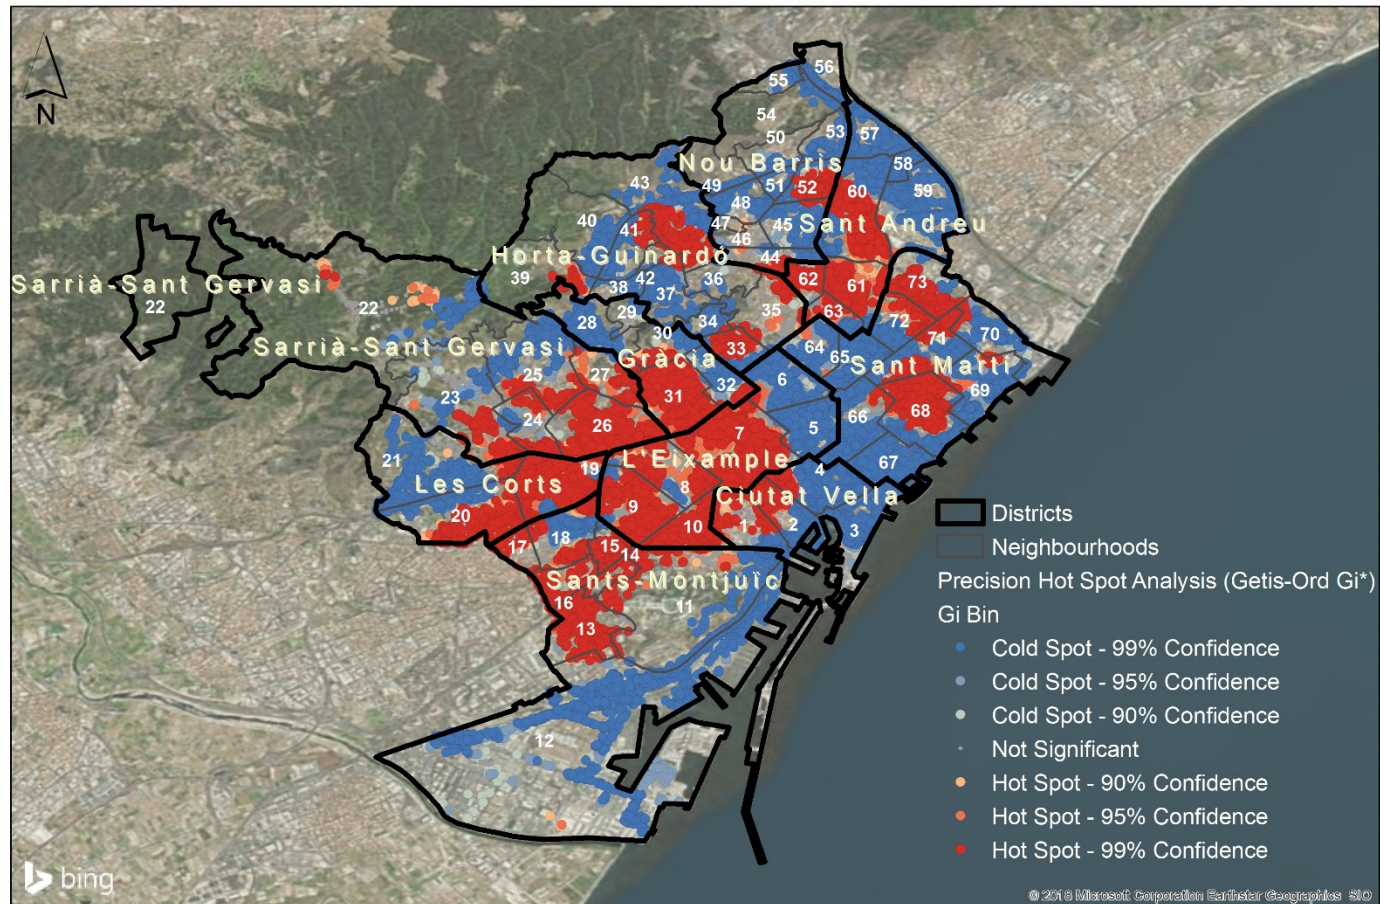 N
56
55
54
53
57
50
58
Nou Barris
43
49
51
52
60
59
40
48
41
47
45
Sant Andreu
46
44
Horta-Guinardó
39
42
36
62
61
73
Sarrià-Sant Gervasi
38
37
22
22
29
35
63
28
34
72
30
71
70
Sarrià-Sant Gervasi
33
64
65
Gràcia
Sant Martí
25
27
6
23
31
32
69
24
26
66
68
7
5
21
L'Eixample
67
19
4
Les Corts
8
Ciutat Vella
20
9
10
1
2
3
17
18
15
14
Sants-Montjuïc
16
11
13
12
Districts
Neighbourhoods
Precision Hot Spot Analysis (Getis-Ord Gi*)
Gi Bin
Cold Spot - 99% Confidence
Cold Spot - 95% Confidence
Cold Spot - 90% Confidence
Not Significant
Hot Spot - 90% Confidence
Hot Spot - 95% Confidence
Hot Spot - 99% Confidence
bing
© 2018 Microsoft Corporation Earthstar Geographics SIO